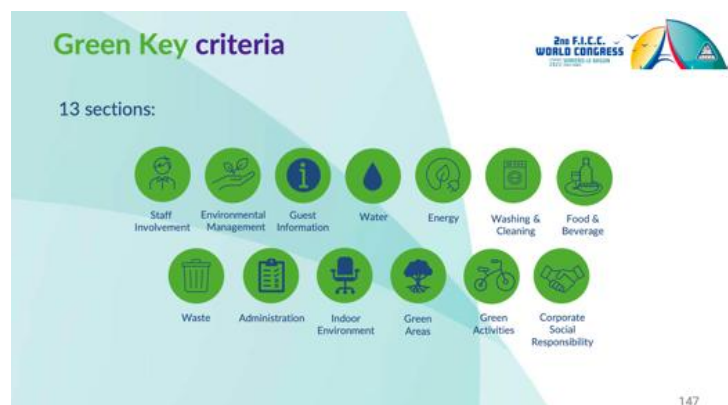 Green Key criteria
2ND F.I.C.C.
WORLD CONGRESS
13 sections:
Staff
Involvement
Environmental
Management
Guest
Information
Water
Energy
Washing &
Cleaning
Food &
Beverage
Waste
Administration
Indoor
Environment
Green
Areas
Green
Activities
Corporate
Social
Responsibility
147